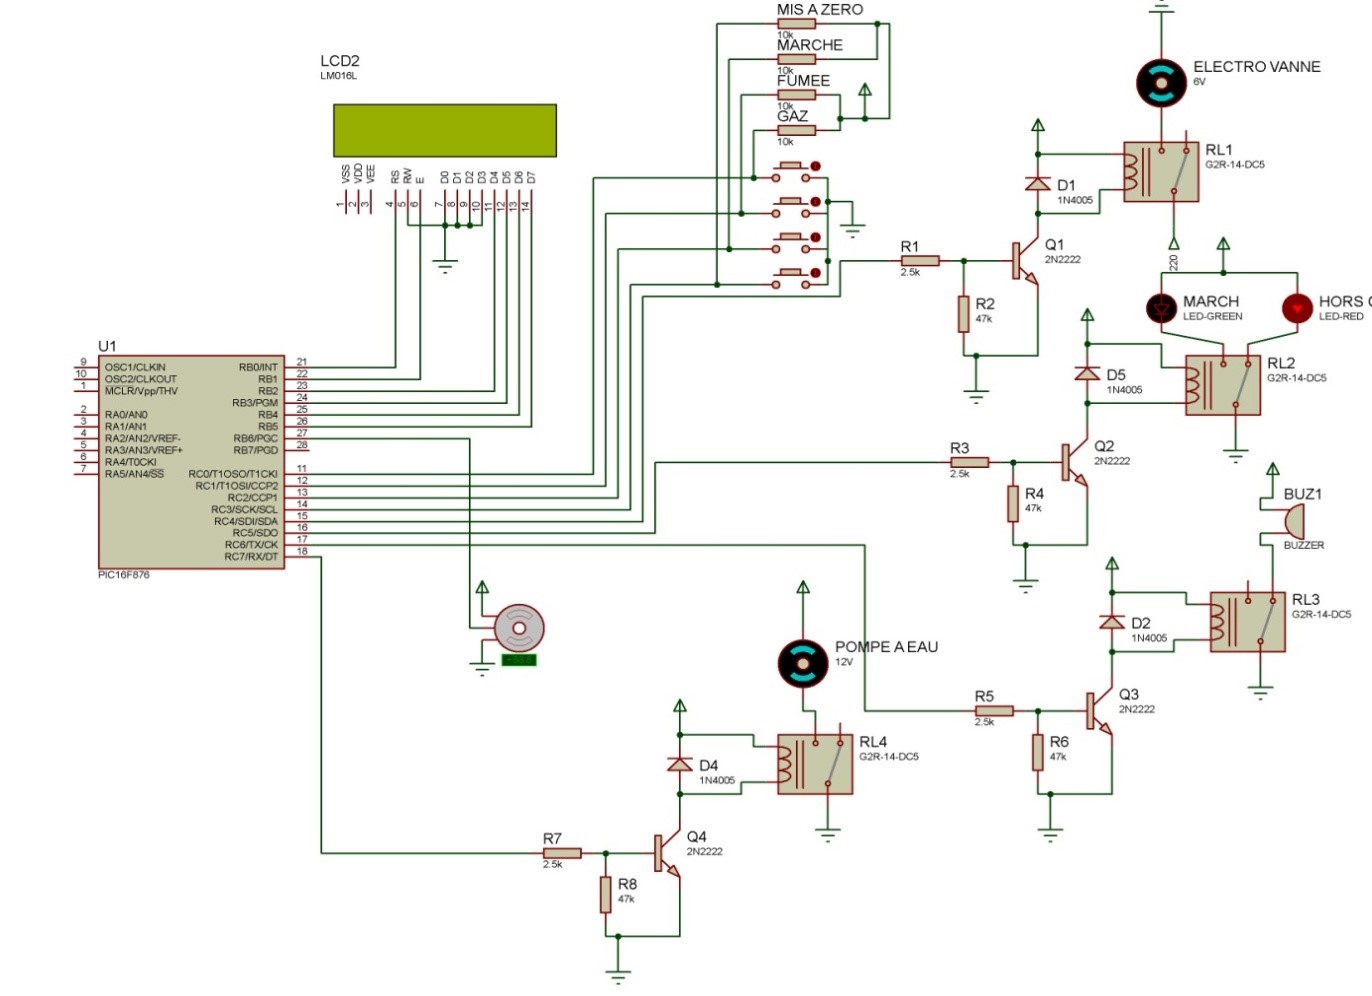 MIS A ZERO
10k
MARCHE
10k
FUMEE
10k
GAZ
10k
LCD2
LM016L
VSS
VDD
VEE
RS
RW
E
D0
D1
D2
D3
D4
D5
D6
D7
1
2
3
4
5
6
7
8
9
10
11
12
13
14
ELECTRO VANNE
6V
RL1
G2R-14-DC5
D1
1N4005
220
R1
2.5k
Q1
2N2222
R2
47k
MARCH
LED-GREEN
HORS
LED-RED
RL2
G2R-14-DC5
D5
1N4005
R3
2.5k
Q2
2N2222
R4
47k
U1
9 OSC1/CLKIN RB0/INT 21
10 OSC2/CLKOUT RB1 22
1 MCLR/Vpp/THV RB2 23
RB3/PGM 24
2 RA0/AN0 RB4 25
3 RA1/AN1 RB5 26
4 RA2/AN2/VREF- RB6/PGC 27
5 RA3/AN3/VREF+ RB7/PGD 28
6 RA4/T0CKI
7 RA5/AN4/SS RC0/T1OSO/T1CKI 11
RC1/T1OSI/CCP2 12
RC2/CCP1 13
RC3/SCK/SCL 14
RC4/SDI/SDA 15
RC5/SDO 16
RC6/TX/CK 17
RC7/RX/DT 18
PIC16F876
BUZ1
BUZZER
RL3
G2R-14-DC5
D2
1N4005
R5
2.5k
Q3
2N2222
R6
47k
POMPE A EAU
12V
RL4
G2R-14-DC5
D4
1N4005
R7
2.5k
Q4
2N2222
R8
47k